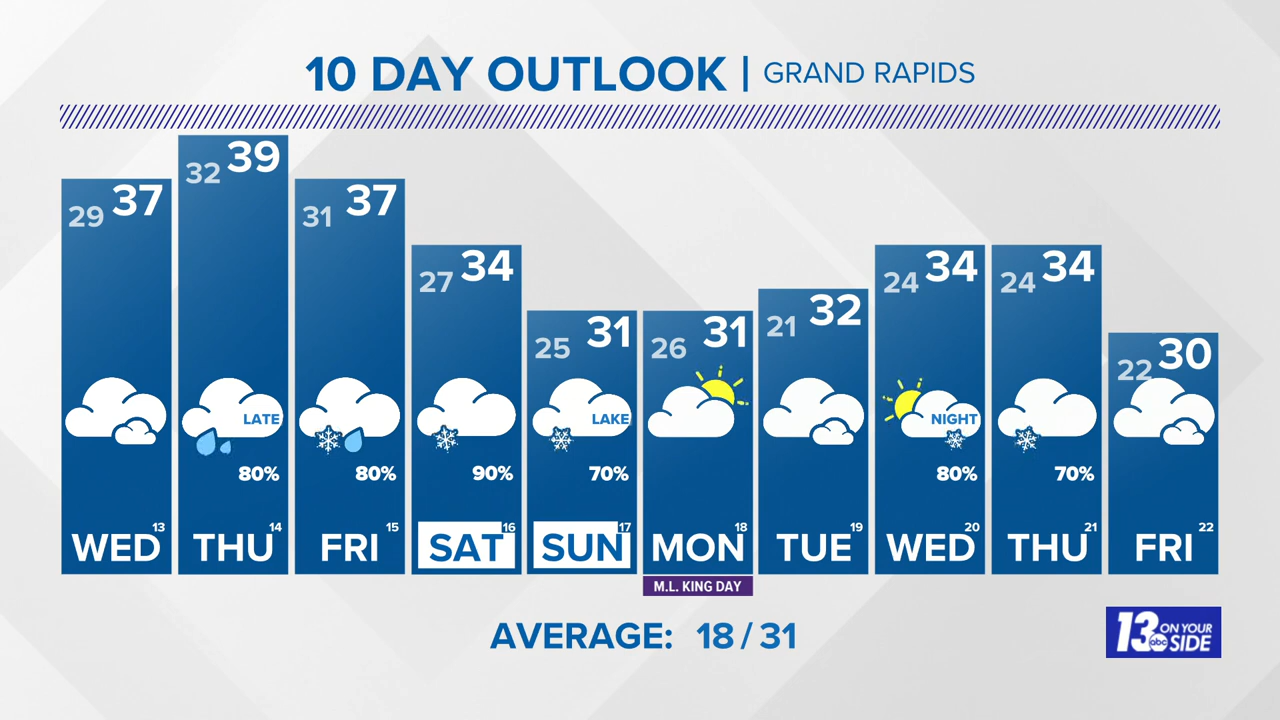 10 DAY OUTLOOK | GRAND RAPIDS
29 37
32 39
31 37
27 34
25 31
26 31
21 32
24 34
24 34
22 30
LATE
LAKE
NIGHT
80%
80%
90%
70%
80%
70%
WED 13
THU 14
FRI 15
SAT 16
SUN 17
MON 18
TUE 19
WED 20
THU 21
FRI 22
M.L. KING DAY
AVERAGE: 18 / 31
13 abc ON YOUR
SIDE